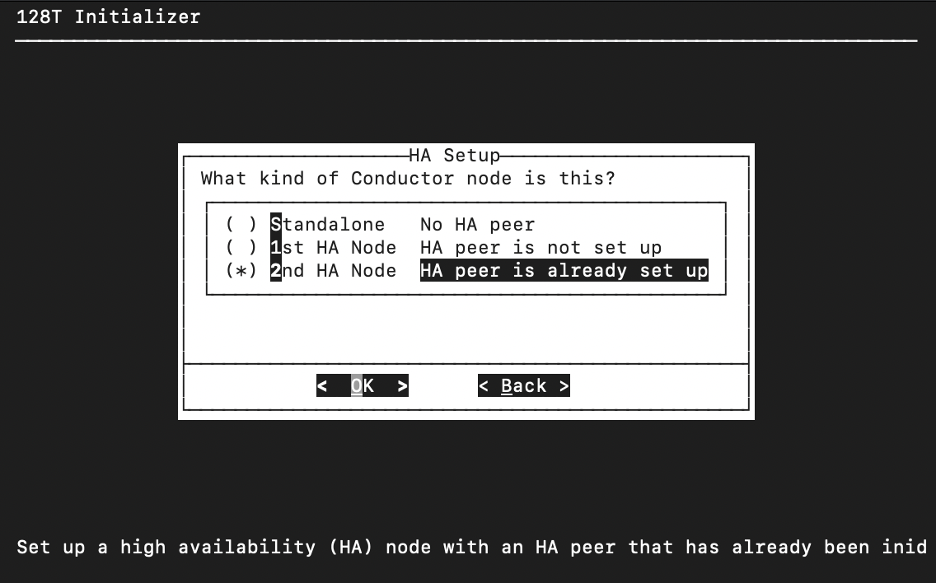 128T Initializer
HA Setup
What kind of Conductor node is this?
( ) Standalone No HA peer
( ) 1st HA Node HA peer is not set up
(*) 2nd HA Node HA peer is already set up
< OK > < Back >
Set up a high availability (HA) node with an HA peer that has already been inid